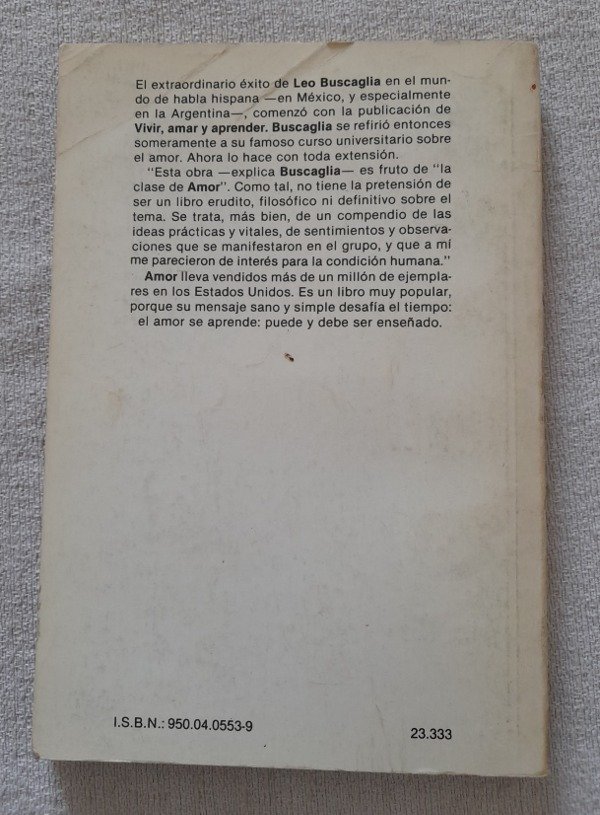 El extraordinario éxito de Leo Buscaglia en el mun-
do de habla hispana —en México, y especialmente
en la Argentina—, comenzó con la publicación de
Vivir, amar y aprender. Buscaglia se refirió entonces
someramente a su famoso curso universitario sobre
el amor. Ahora lo hace con toda extensión.
"Esta obra —explica Buscaglia— es fruto de "la
clase de Amor". Como tal, no tiene la pretensión de
ser un libro erudito, filosófico ni definitivo sobre el
tema. Se trata, más bien, de un compendio de las
ideas prácticas y vitales, de sentimientos y observa-
ciones que se manifestaron en el grupo, y que a mí
me parecieron de interés para la condición humana."
Amor lleva vendidos más de un millón de ejempla-
res en los Estados Unidos. Es un libro muy popular,
porque su mensaje sano y simple desafía el tiempo:
el amor se aprende: puede y debe ser enseñado.
I.S.B.N.: 950.04.0553-9
23.333